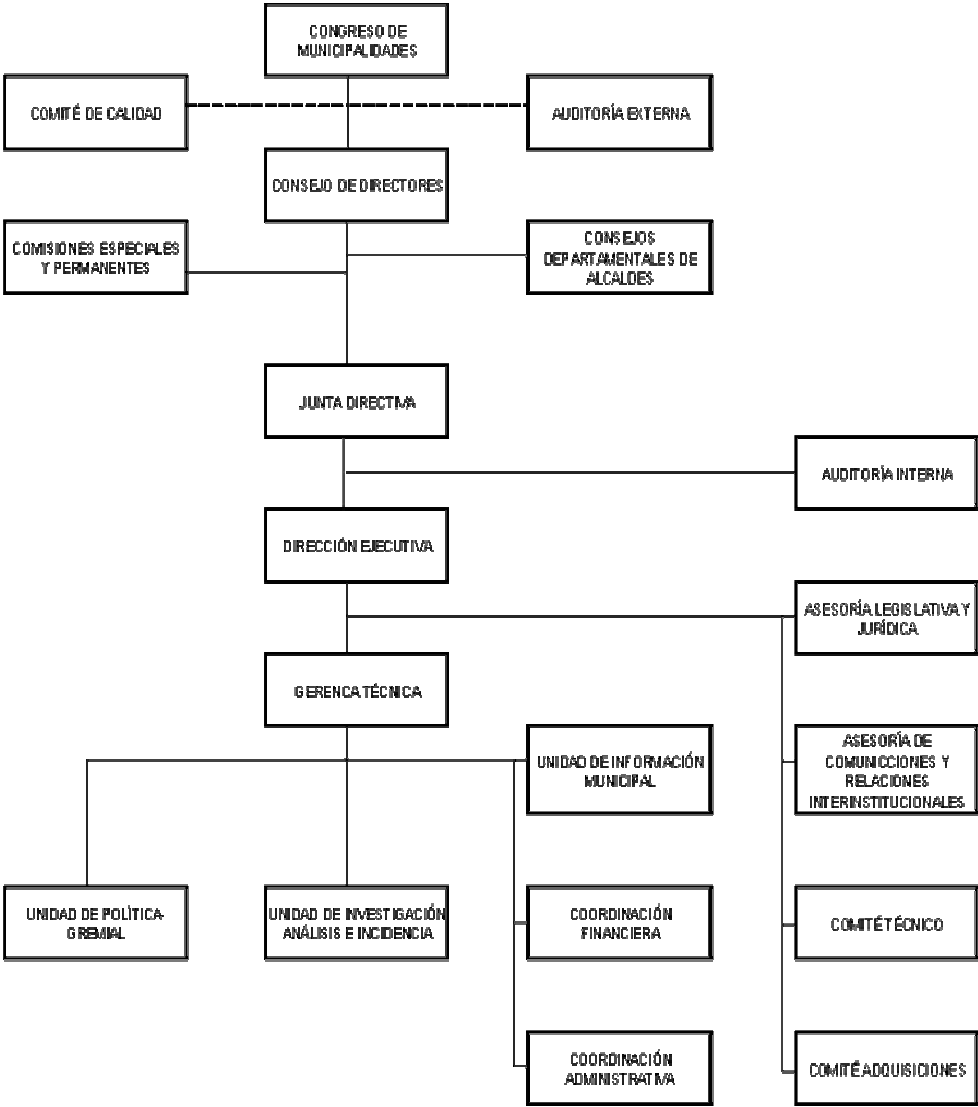 CONGRESO DE
MUNICIPALIDADES
COMITÉ DE CALIDAD
AUDITORÍA EXTERNA
CONSEJO DE DIRECTORES
COMISIONES ESPECIALES
Y PERMANENTES
CONSEJOS
DEPARTAMENTALES DE
ALCALDES
JUNTA DIRECTIVA
AUDITORÍA INTERNA
DIRECCIÓN EJECUTIVA
ASESORÍA LEGISLATIVA Y
JURÍDICA
GERENCA TÉCNICA
UNIDAD DE INFORMACIÓN
MUNICIPAL
ASESORÍA DE
COMUNICCIONES Y
RELACIONES
INTERINSTITUCIONALES
UNIDAD DE POLÍTICA-
GREMIAL
UNIDAD DE INVESTIGACIÓN
ANÁLISIS E INCIDENCIA
COORDINACIÓN
FINANCIERA
COMITÉ TÉCNICO
COORDINACIÓN
ADMINISTRATIVA
COMITÉ ADQUISICIONES